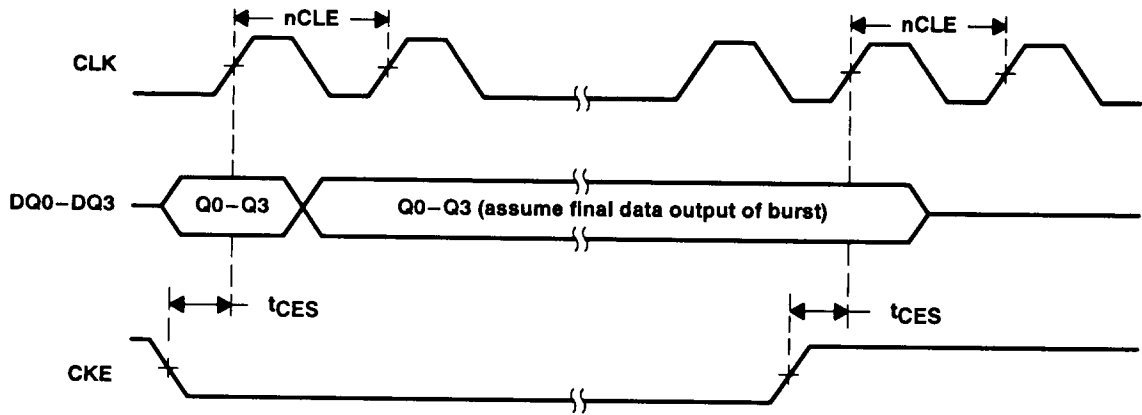 nCLE
nCLE
CLK
DQ0–DQ3
Q0–Q3
Q0–Q3 (assume final data output of burst)
tCES
tCES
CKE